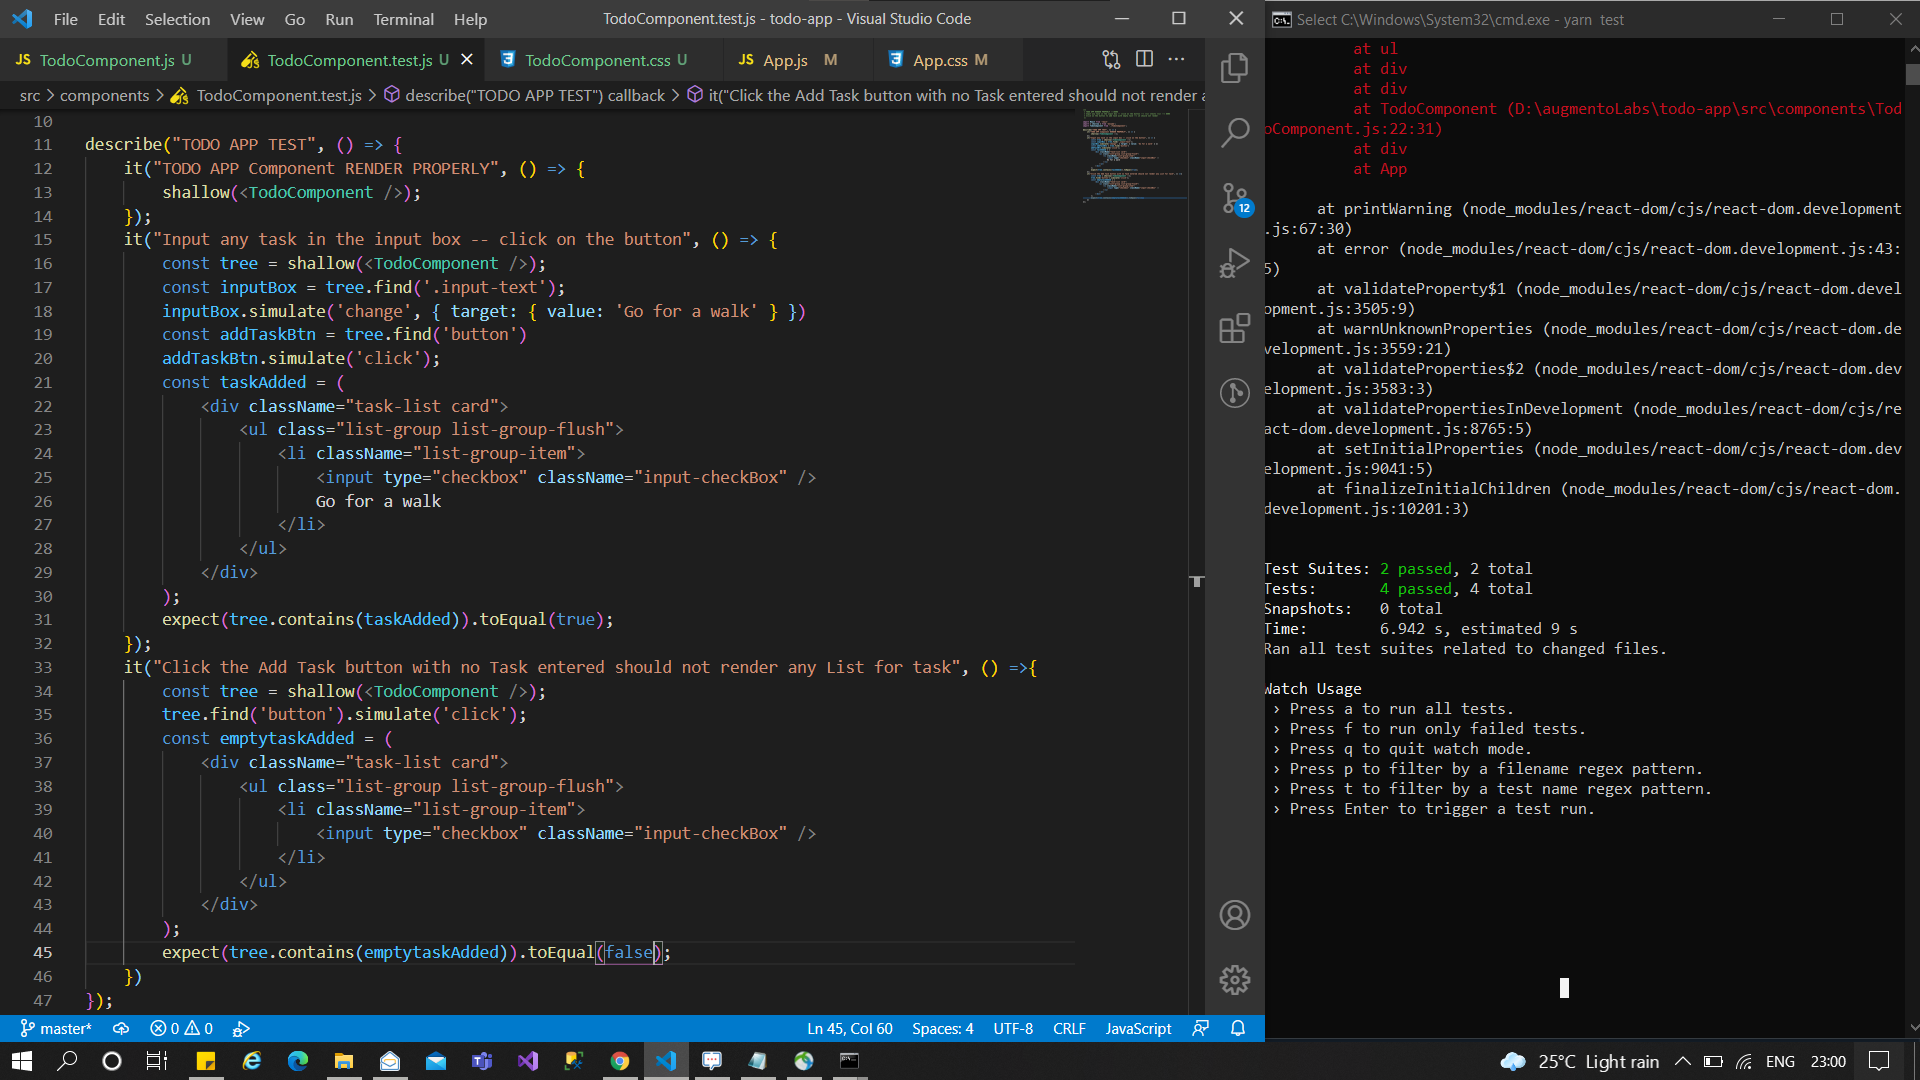 File Edit Selection View Go Run Terminal Help TodoComponent.test.js - todo-app - Visual Studio Code
JS TodoComponent.js U TodoComponent.test.js U TodoComponent.css U JS App.js M App.css M
src > components > TodoComponent.test.js > describe("TODO APP TEST") callback > it("Click the Add Task button with no Task entered should not render a
10
11 describe("TODO APP TEST", () => {
12 it("TODO APP Component RENDER PROPERLY", () => {
13 shallow(<TodoComponent />);
14 });
15 it("Input any task in the input box -- click on the button", () => {
16 const tree = shallow(<TodoComponent />);
17 const inputBox = tree.find('.input-text');
18 inputBox.simulate('change', { target: { value: 'Go for a walk' } })
19 const addTaskBtn = tree.find('button')
20 addTaskBtn.simulate('click');
21 const taskAdded = (
22 <div className="task-list card">
23 <ul class="list-group list-group-flush">
24 <li className="list-group-item">
25 <input type="checkbox" className="input-checkBox" />
26 Go for a walk
27 </li>
28 </ul>
29 </div>
30 );
31 expect(tree.contains(taskAdded)).toEqual(true);
32 });
33 it("Click the Add Task button with no Task entered should not render any List for task", () =>{
34 const tree = shallow(<TodoComponent />);
35 tree.find('button').simulate('click');
36 const emptytaskAdded = (
37 <div className="task-list card">
38 <ul class="list-group list-group-flush">
39 <li className="list-group-item">
40 <input type="checkbox" className="input-checkBox" />
41 </li>
42 </ul>
43 </div>
44 );
45 expect(tree.contains(emptytaskAdded)).toEqual(false);
46 })
47 });
12
master* 0 0 Ln 45, Col 60 Spaces: 4 UTF-8 CRLF JavaScript
Select C:\Windows\System32\cmd.exe - yarn test
at ul
at div
at div
at TodoComponent (D:\augmentoLabs\todo-app\src\components\Tod
oComponent.js:22:31)
at div
at App
at printWarning (node_modules/react-dom/cjs/react-dom.development
.js:67:30)
at error (node_modules/react-dom/cjs/react-dom.development.js:43:
5)
at validateProperty$1 (node_modules/react-dom/cjs/react-dom.devel
opment.js:3505:9)
at warnUnknownProperties (node_modules/react-dom/cjs/react-dom.de
velopment.js:3559:21)
at validateProperties$2 (node_modules/react-dom/cjs/react-dom.dev
elopment.js:3583:3)
at validatePropertiesInDevelopment (node_modules/react-dom/cjs/re
act-dom.development.js:8765:5)
at setInitialProperties (node_modules/react-dom/cjs/react-dom.dev
elopment.js:9041:5)
at finalizeInitialChildren (node_modules/react-dom/cjs/react-dom.
development.js:10201:3)
Test Suites: 2 passed, 2 total
Tests: 4 passed, 4 total
Snapshots: 0 total
Time: 6.942 s, estimated 9 s
Ran all test suites related to changed files.
Watch Usage
› Press a to run all tests.
› Press f to run only failed tests.
› Press q to quit watch mode.
› Press p to filter by a filename regex pattern.
› Press t to filter by a test name regex pattern.
› Press Enter to trigger a test run.
25°C Light rain ENG 23:00